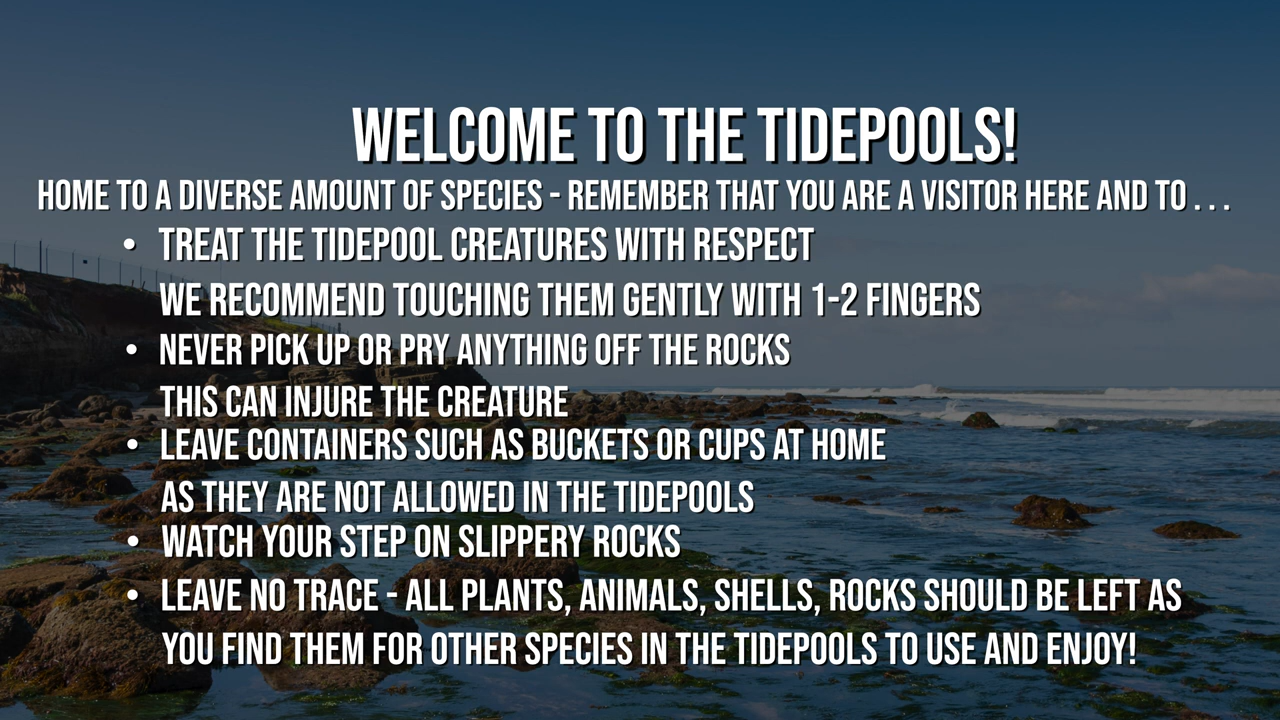 WELCOME TO THE TIDEPOOLS!
HOME TO A DIVERSE AMOUNT OF SPECIES - REMEMBER THAT YOU ARE A VISITOR HERE AND TO . . .
• TREAT THE TIDEPOOL CREATURES WITH RESPECT
WE RECOMMEND TOUCHING THEM GENTLY WITH 1-2 FINGERS
• NEVER PICK UP OR PRY ANYTHING OFF THE ROCKS
THIS CAN INJURE THE CREATURE
• LEAVE CONTAINERS SUCH AS BUCKETS OR CUPS AT HOME
AS THEY ARE NOT ALLOWED IN THE TIDEPOOLS
• WATCH YOUR STEP ON SLIPPERY ROCKS
• LEAVE NO TRACE - ALL PLANTS, ANIMALS, SHELLS, ROCKS SHOULD BE LEFT AS
YOU FIND THEM FOR OTHER SPECIES IN THE TIDEPOOLS TO USE AND ENJOY!